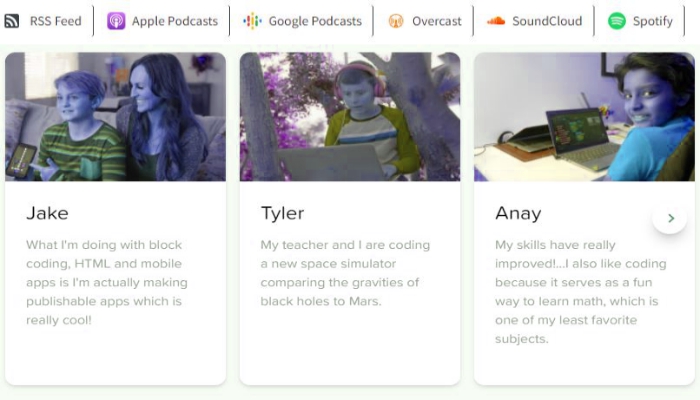 RSS Feed
Apple Podcasts
Google Podcasts
Overcast
SoundCloud
Spotify
Jake
What I'm doing with block
coding, HTML and mobile
apps is I'm actually making
publishable apps which is
really cool!
Tyler
My teacher and I are coding
a new space simulator
comparing the gravities of
black holes to Mars.
Anay
My skills have really
improved!...I also like coding
because it serves as a fun
way to learn math, which is
one of my least favorite
subjects.